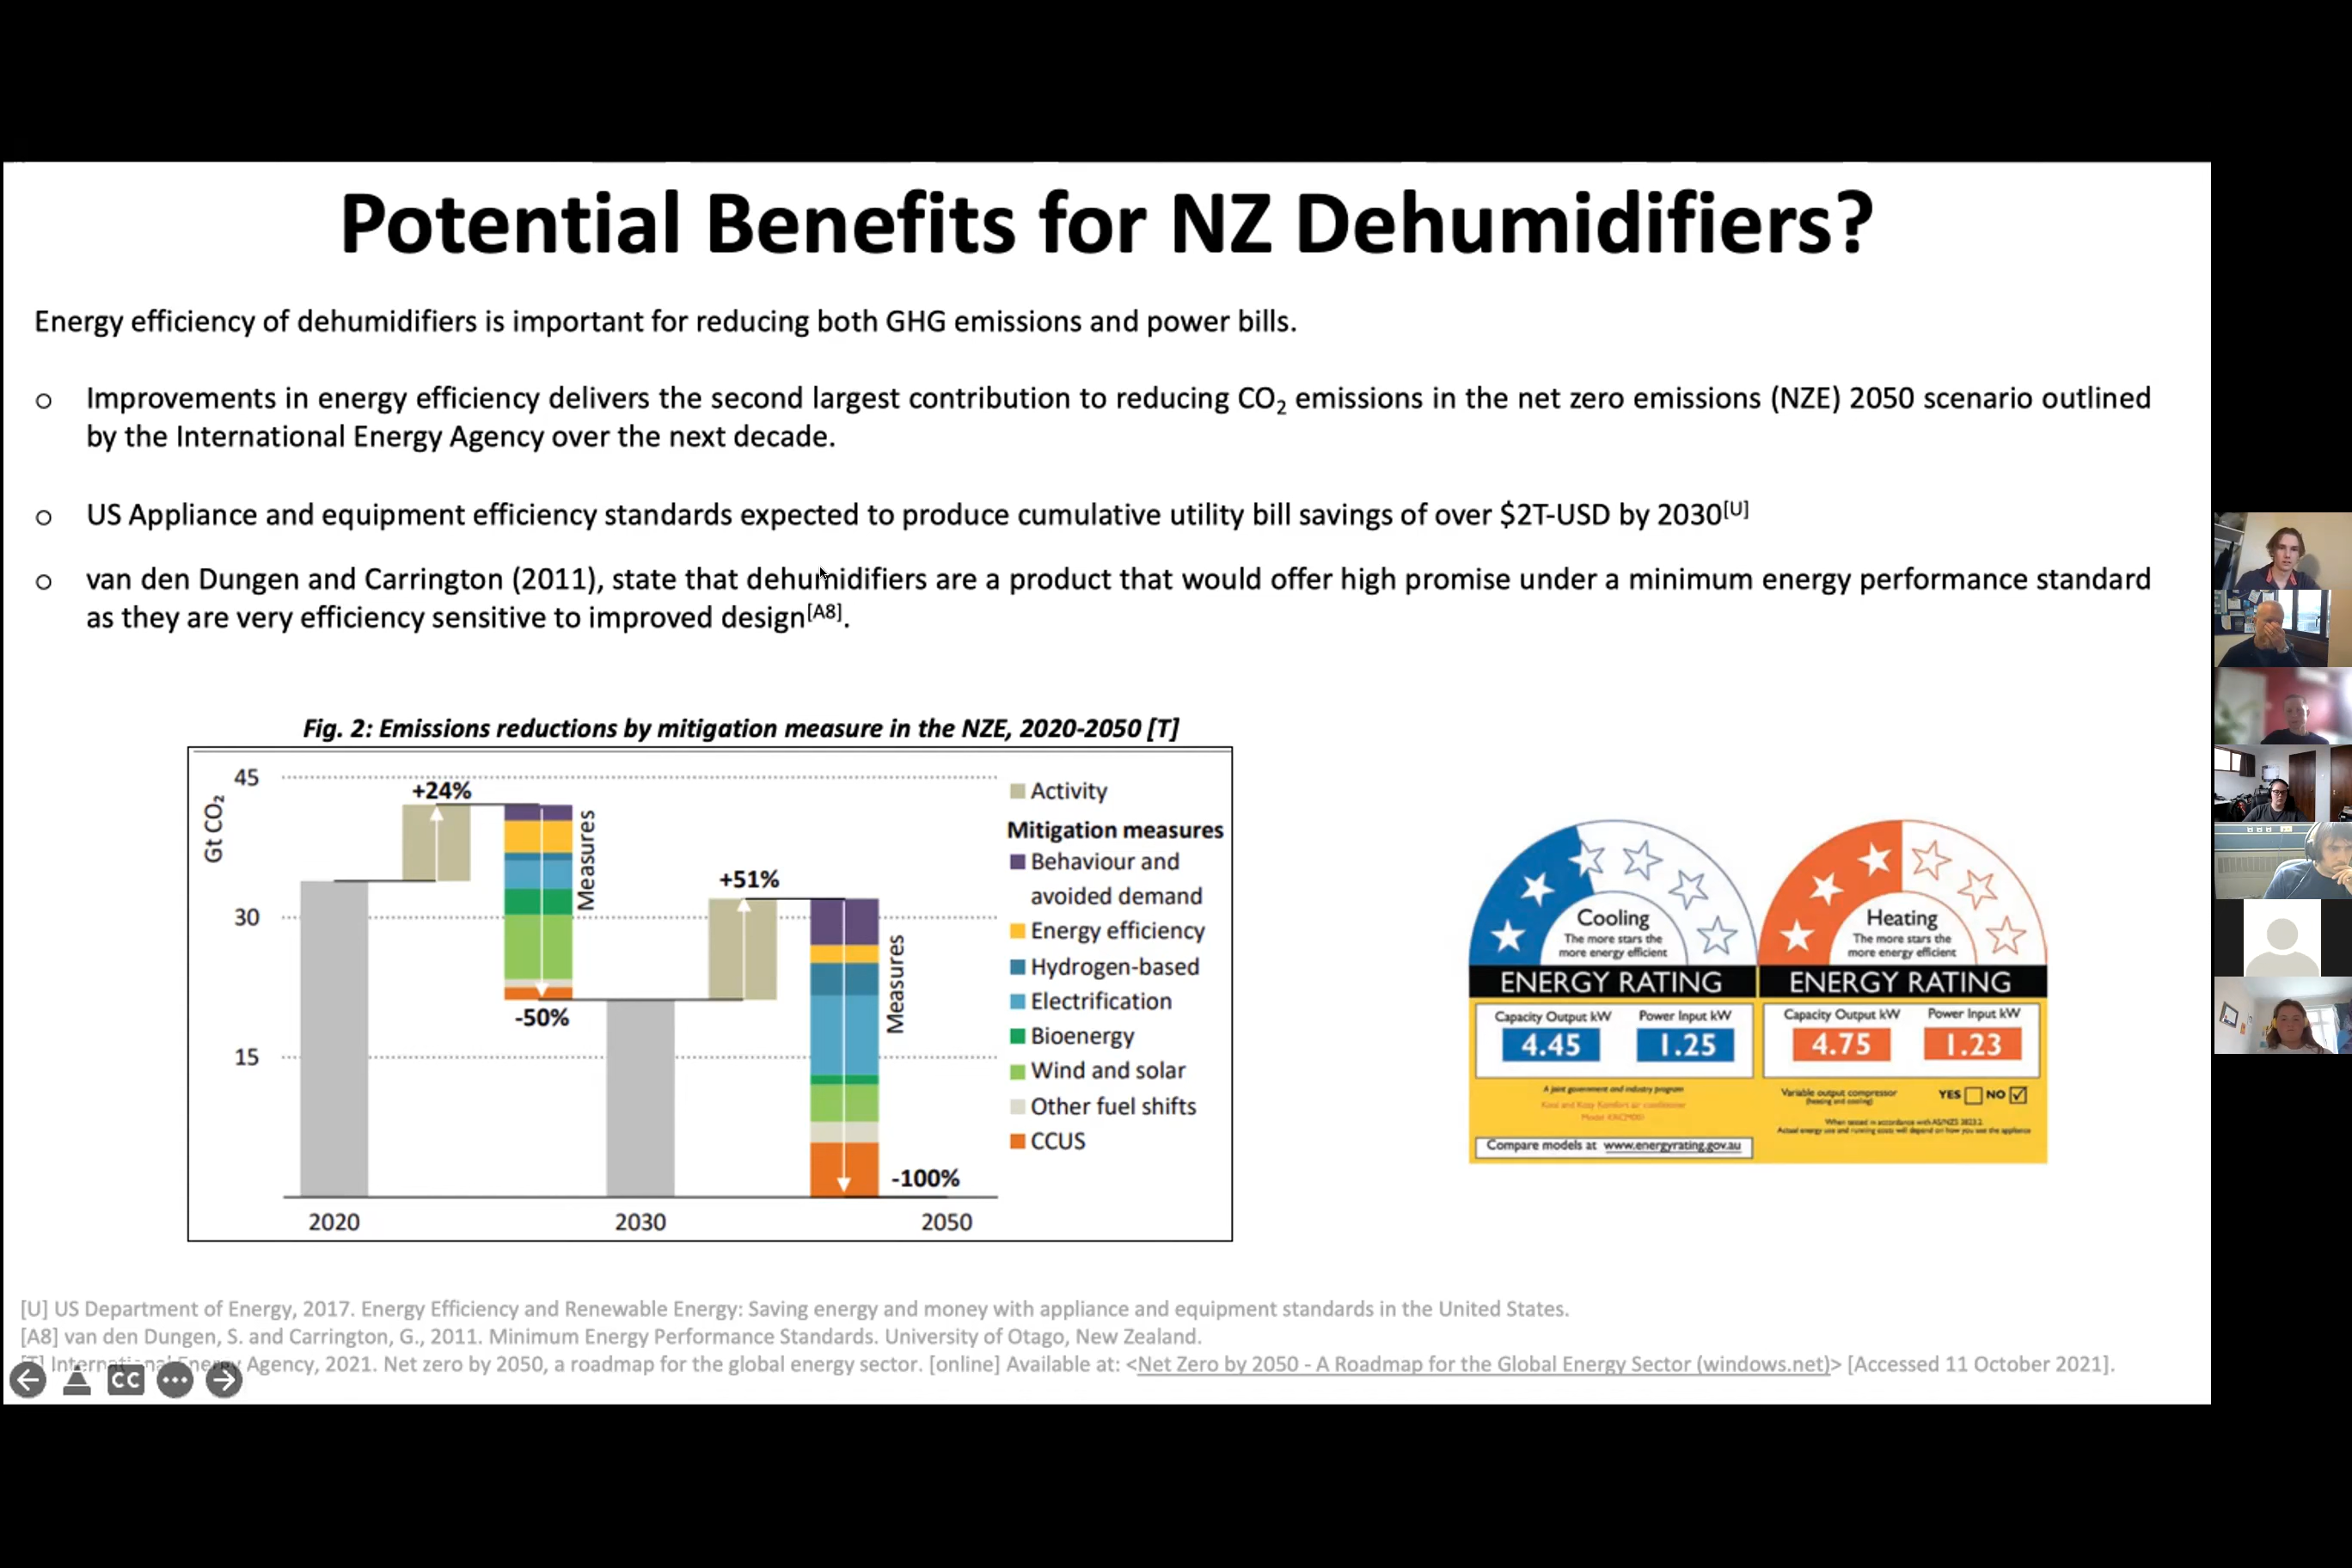 Potential Benefits for NZ Dehumidifiers?
Energy efficiency of dehumidifiers is important for reducing both GHG emissions and power bills.
o Improvements in energy efficiency delivers the second largest contribution to reducing CO₂ emissions in the net zero emissions (NZE) 2050 scenario outlined
by the International Energy Agency over the next decade.
o US Appliance and equipment efficiency standards expected to produce cumulative utility bill savings of over $2T-USD by 2030[U]
o van den Dungen and Carrington (2011), state that dehumidifiers are a product that would offer high promise under a minimum energy performance standard
as they are very efficiency sensitive to improved design[A8].
Fig. 2: Emissions reductions by mitigation measure in the NZE, 2020-2050 [T]
Gt CO₂
45
30
15
+24%
Measures
-50%
+51%
Measures
-100%
2020
2030
2050
Activity
Mitigation measures
Behaviour and
avoided demand
Energy efficiency
Hydrogen-based
Electrification
Bioenergy
Wind and solar
Other fuel shifts
CCUS
Cooling
The more stars the
more energy efficient
ENERGY RATING
Capacity Output kW Power Input kW
4.45 1.25
A joint government and industry program
Compare models at www.energyrating.gov.au
Heating
The more stars the
more energy efficient
ENERGY RATING
Capacity Output kW Power Input kW
4.75 1.23
Variable output compressor
(heating and cooling)
YES NO
Actual energy use and running costs will depend on how you use the appliance
[U] US Department of Energy, 2017. Energy Efficiency and Renewable Energy: Saving energy and money with appliance and equipment standards in the United States.
[A8] van den Dungen, S. and Carrington, G., 2011. Minimum Energy Performance Standards. University of Otago, New Zealand.
[T] International Energy Agency, 2021. Net zero by 2050, a roadmap for the global energy sector. [online] Available at: <Net Zero by 2050 - A Roadmap for the Global Energy Sector (windows.net)> [Accessed 11 October 2021].
CC